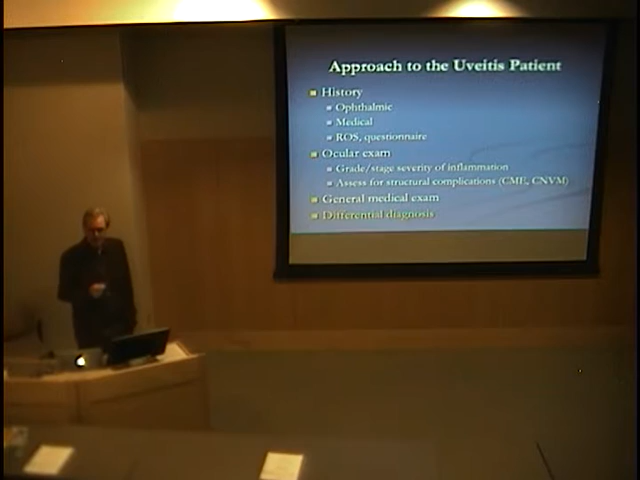 Approach to the Uveitis Patient
History
Ophthalmic
Medical
ROS, questionnaire
Ocular exam
Grade/stage severity of inflammation
Assess for structural complications (CME, CNVM)
General medical exam
Differential diagnosis